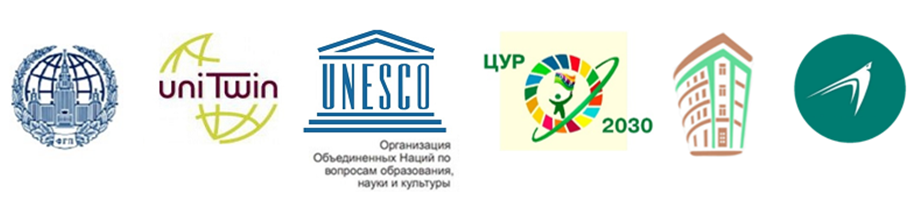 ФГП
uniTwin
UNESCO
Организация
Объединенных Наций по
вопросам образования,
науки и культуры
ЦУР
2030